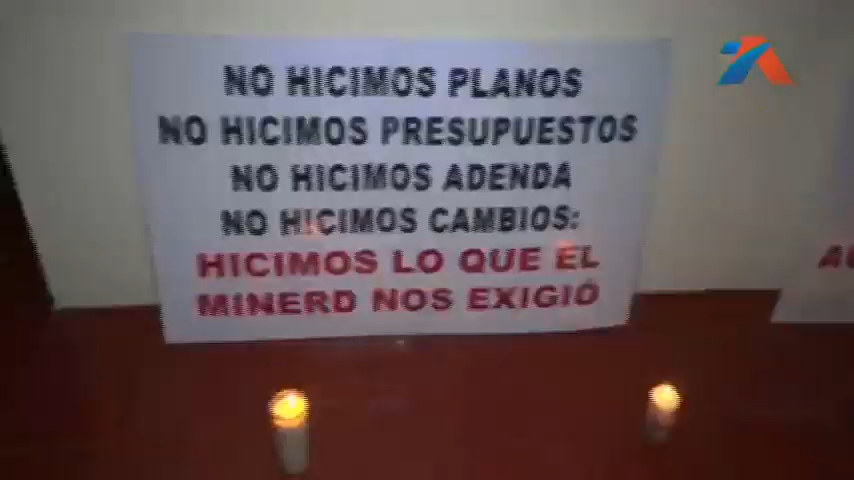 NO HICIMOS PLANOS
NO HICIMOS PRESUPUESTOS
NO HICIMOS ADENDA
NO HICIMOS CAMBIOS:
HICIMOS LO QUE EL
MINERD NOS EXIGIÓ